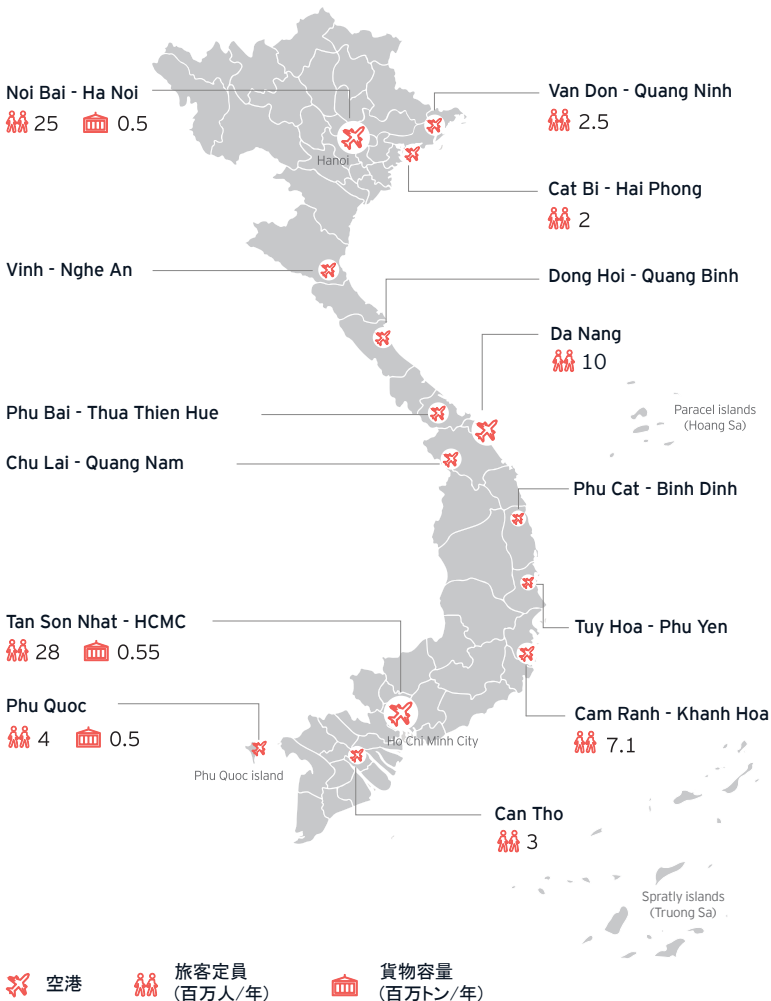 Noi Bai - Ha Noi
25 0.5
Van Don - Quang Ninh
2.5
Hanoi
Cat Bi - Hai Phong
2
Vinh - Nghe An
Dong Hoi - Quang Binh
Da Nang
10
Phu Bai - Thua Thien Hue
Paracel islands
(Hoang Sa)
Chu Lai - Quang Nam
Phu Cat - Binh Dinh
Tan Son Nhat - HCMC
28 0.55
Tuy Hoa - Phu Yen
Phu Quoc
4 0.5
Cam Ranh - Khanh Hoa
7.1
Ho Chi Minh City
Phu Quoc island
Can Tho
3
Spratly islands
(Truong Sa)
空港
旅客定員
(百万人/年)
貨物容量
(百万トン/年)